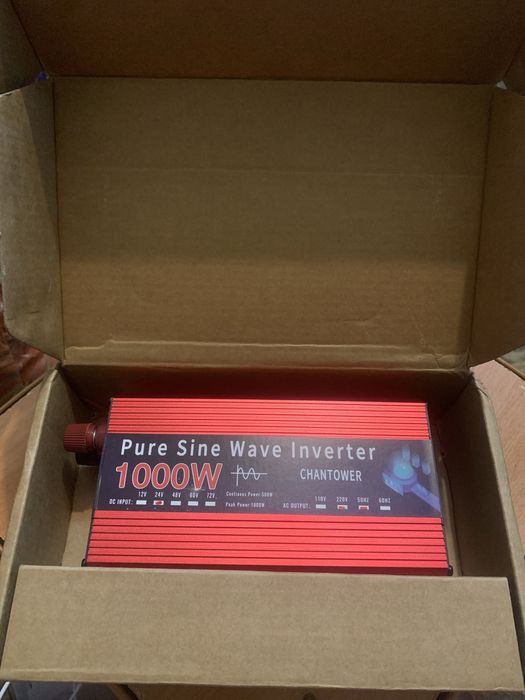 Pure Sine Wave Inverter
1000W
CHANTOWER
12V 24V 48V 60V 72V
DC INPUT:
Continous Power:500W
Peak Power:1000W
110V 220V 50HZ 60HZ
AC OUTPUT: